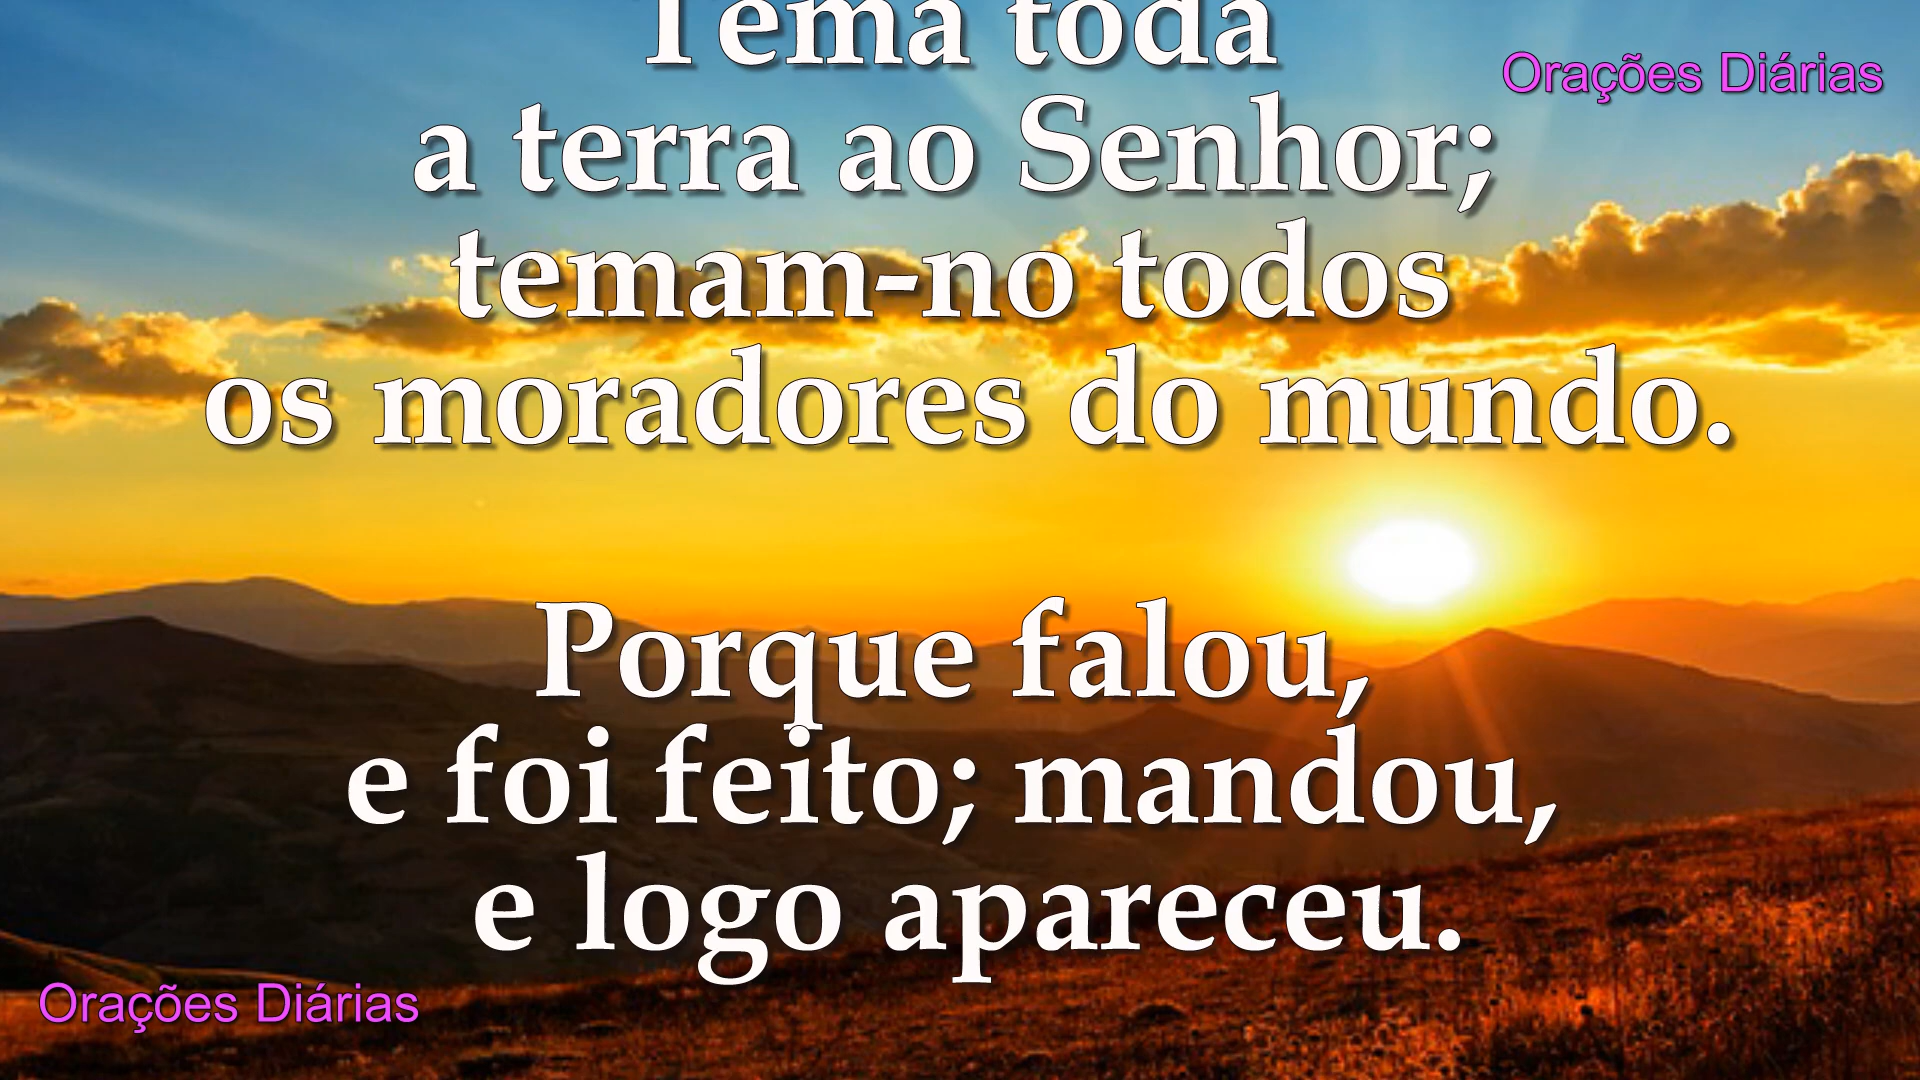 Tema toda
Orações Diárias
a terra ao Senhor;
temam-no todos
os moradores do mundo.
Porque falou,
e foi feito; mandou,
e logo apareceu.
Orações Diárias